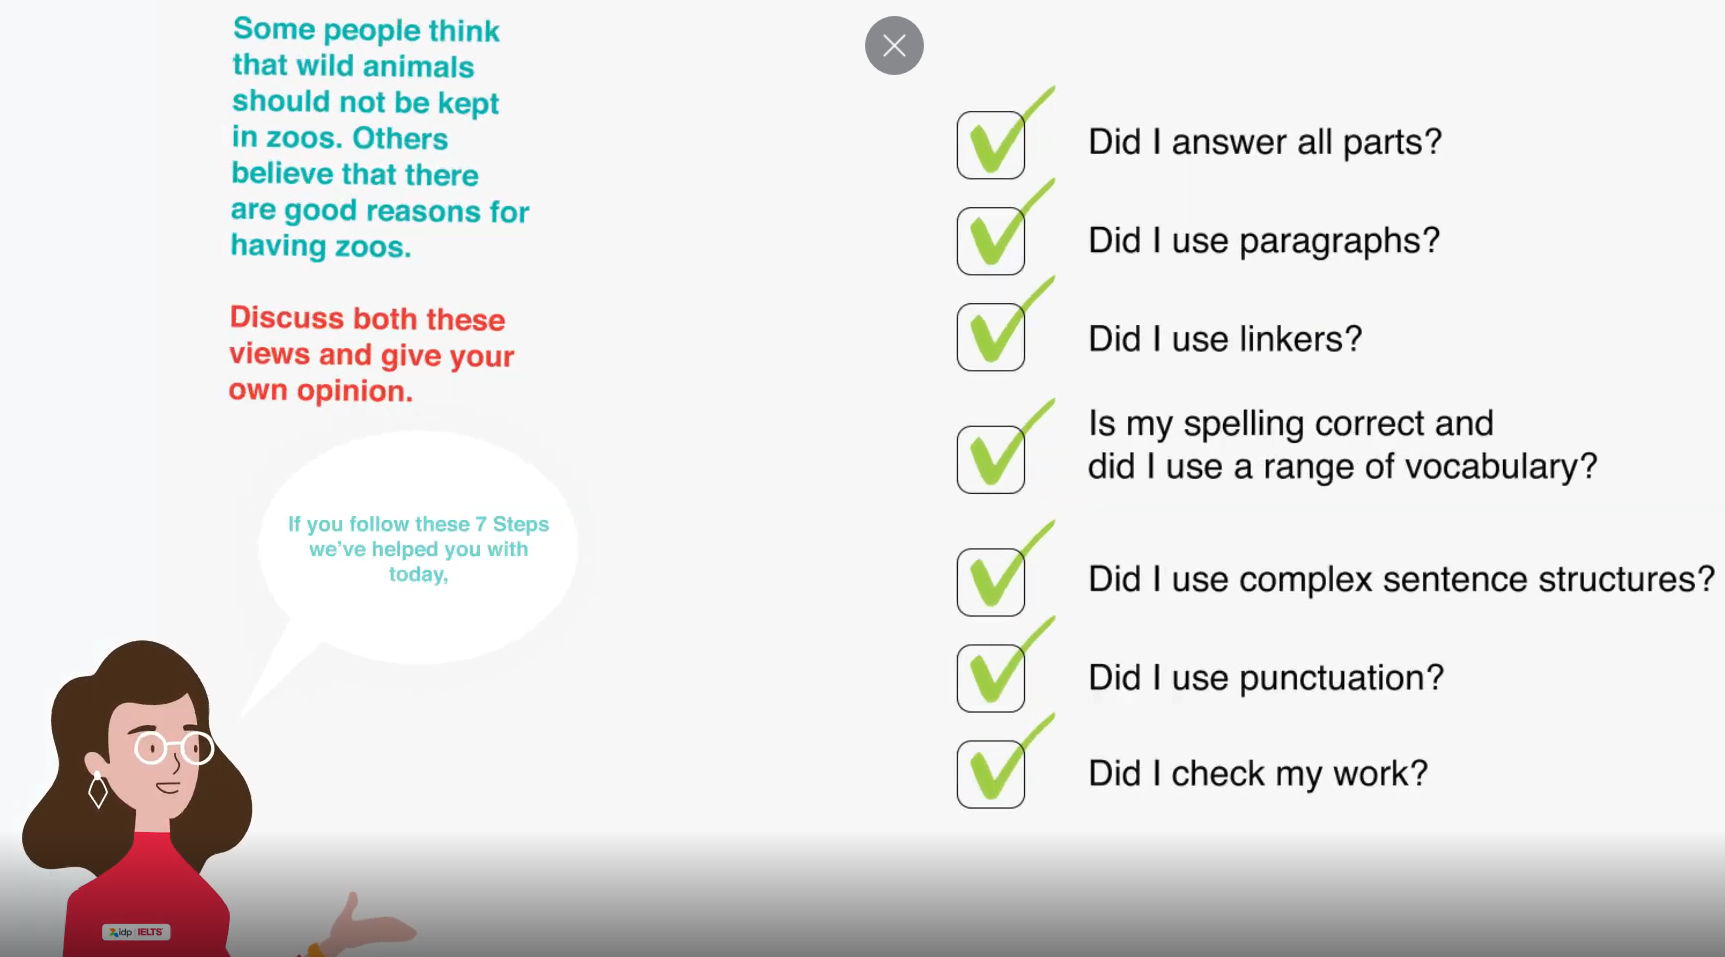 Some people think
that wild animals
should not be kept
in zoos. Others
believe that there
are good reasons for
having zoos.
Discuss both these
views and give your
own opinion.
If you follow these 7 Steps
we've helped you with
today,
idp IELTS
Did I answer all parts?
Did I use paragraphs?
Did I use linkers?
Is my spelling correct and
did I use a range of vocabulary?
Did I use complex sentence structures?
Did I use punctuation?
Did I check my work?